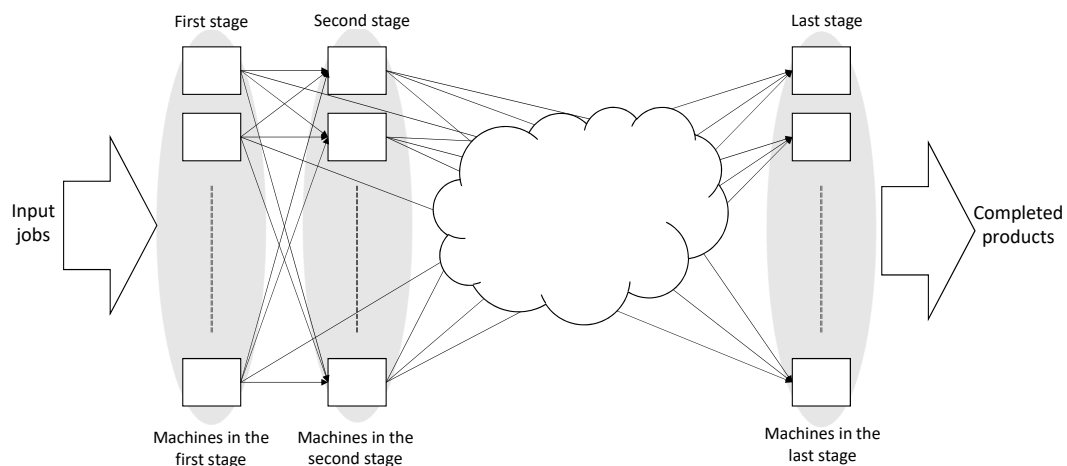 First stage
Second stage
Last stage
Input
jobs
Completed
products
Machines in the
first stage
Machines in the
second stage
Machines in the
last stage